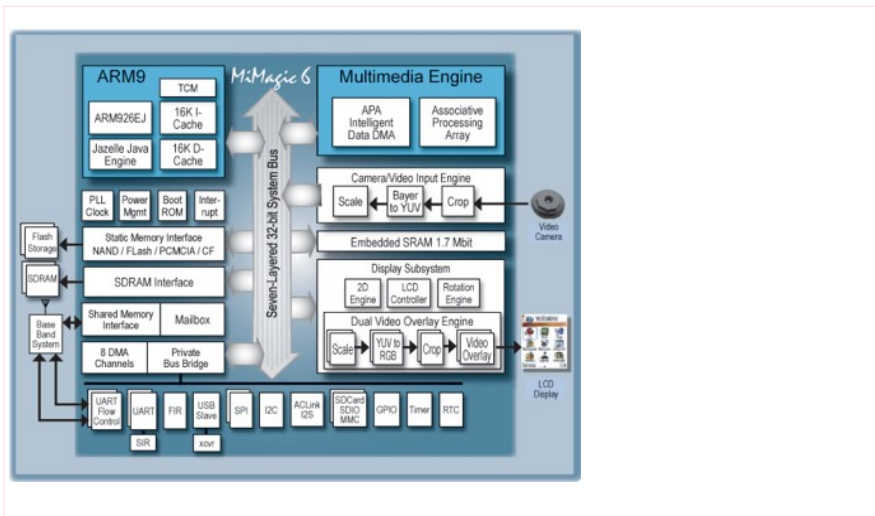 ARM9
MiMagic 6
Multimedia Engine
TCM
ARM926EJ
16K I-
Cache
Jazelle Java
Engine
16K D-
Cache
APA
Intelligent
Data DMA
Associative
Processing
Array
Seven-Layered 32-bit System Bus
Camera/Video Input Engine
Scale
Bayer
to YUV
Crop
Video
Camera
PLL
Clock
Power
Mgmt
Boot
ROM
Inter-
rupt
Flash
Storage
Static Memory Interface
NAND / FLash / PCMCIA / CF
Embedded SRAM 1.7 Mbit
SDRAM
SDRAM Interface
Display Subsystem
2D
Engine
LCD
Controller
Rotation
Engine
Base
Band
System
Shared Memory
Interface
Mailbox
Dual Video Overlay Engine
Scale
YUV to
RGB
Crop
Video
Overlay
LCD
Display
8 DMA
Channels
Private
Bus Bridge
UART
Flow
Control
UART
FIR
USB
Slave
SPI
I2C
ACLink
I2S
SDCard
SDIO
MMC
GPIO
Timer
RTC
SIR
xcvr